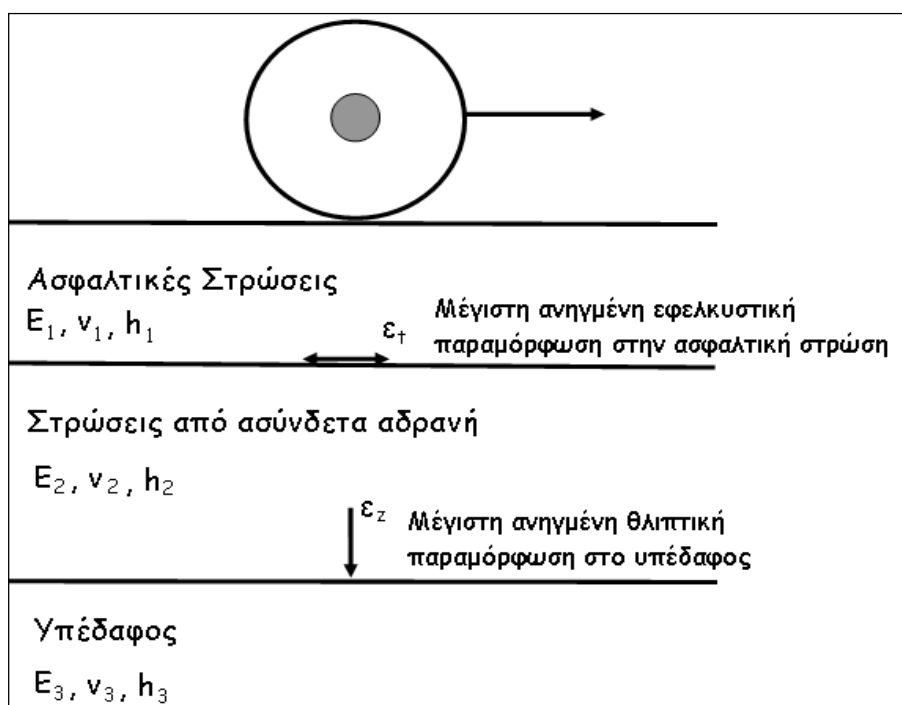 Ασφαλτικές Στρώσεις
E₁, ν₁, h₁
εₜ
Μέγιστη ανηγμένη εφελκυστική
παραμόρφωση στην ασφαλτική στρώση
Στρώσεις από ασύνδετα αδρανή
E₂, ν₂, h₂
ε_z
Μέγιστη ανηγμένη θλιπτική
παραμόρφωση στο υπέδαφος
Υπέδαφος
E₃, ν₃, h₃